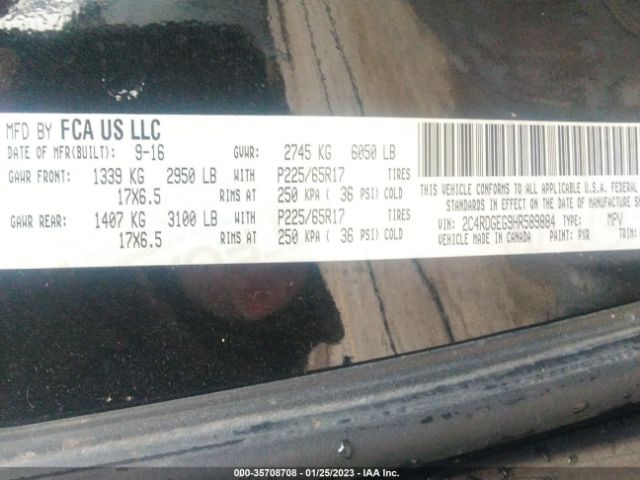 MFD BY FCA US LLC
DATE OF MFR(BUILT): 9-16 GVWR: 2745 KG 6050 LB
GAWR FRONT: 1339 KG 2950 LB WITH P225/65R17 TIRES
17X6.5 RIMS AT 250 KPA ( 36 PSI) COLD
GAWR REAR: 1407 KG 3100 LB WITH P225/65R17 TIRES
17X6.5 RIMS AT 250 KPA ( 36 PSI) COLD
THIS VEHICLE CONFORMS TO ALL APPLICABLE U.S.A.
STANDARDS IN EFFECT ON THE DATE OF MANUFACTURE SH
VIN: 2C4RDGEG9HR589884 TYPE: MPV
VEHICLE MADE IN CANADA PAINT: PXR
000-35708708 - 01/25/2023 - IAA Inc.